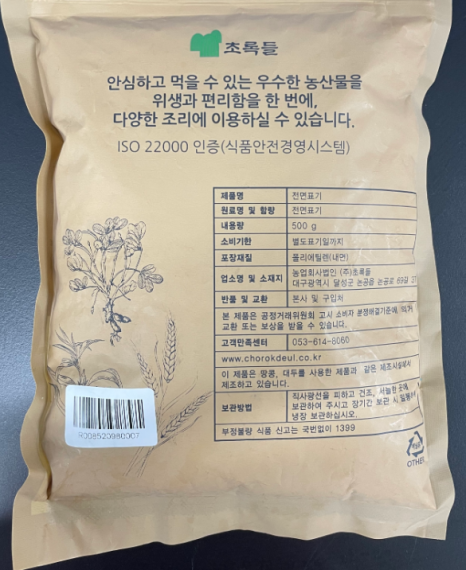 초록들
안심하고 먹을 수 있는 우수한 농산물을
위생과 편리함을 한 번에,
다양한 조리에 이용하실 수 있습니다.
ISO 22000 인증(식품안전경영시스템)
제품명 전면표기
원료명 및 함량 전면표기
내용량 500 g
소비기한 별도표기일까지
포장재질 폴리에틸렌(내면)
업소명 및 소재지 농업회사법인 (주)초록들
대구광역시 달성군 논공읍 논공로
반품 및 교환 본사 및 구입처
본 제품은 공정거래위원회 고시 소비자 분쟁해결기준에 의거
교환 또는 보상을 받을 수 있습니다.
고객만족센터 053-614-6060
www.chorokdeul.co.kr
이 제품은 땅콩, 대두를 사용한 제품과 같은 제조시설에서
제조하고 있습니다.
보관방법 직사광선을 피하고 건조, 서늘한 곳에
보관하여 주시고 장기간 보관 시
냉장 보관하십시오.
부정불량 식품 신고는 국번없이 1399
R008520980007
OTHER